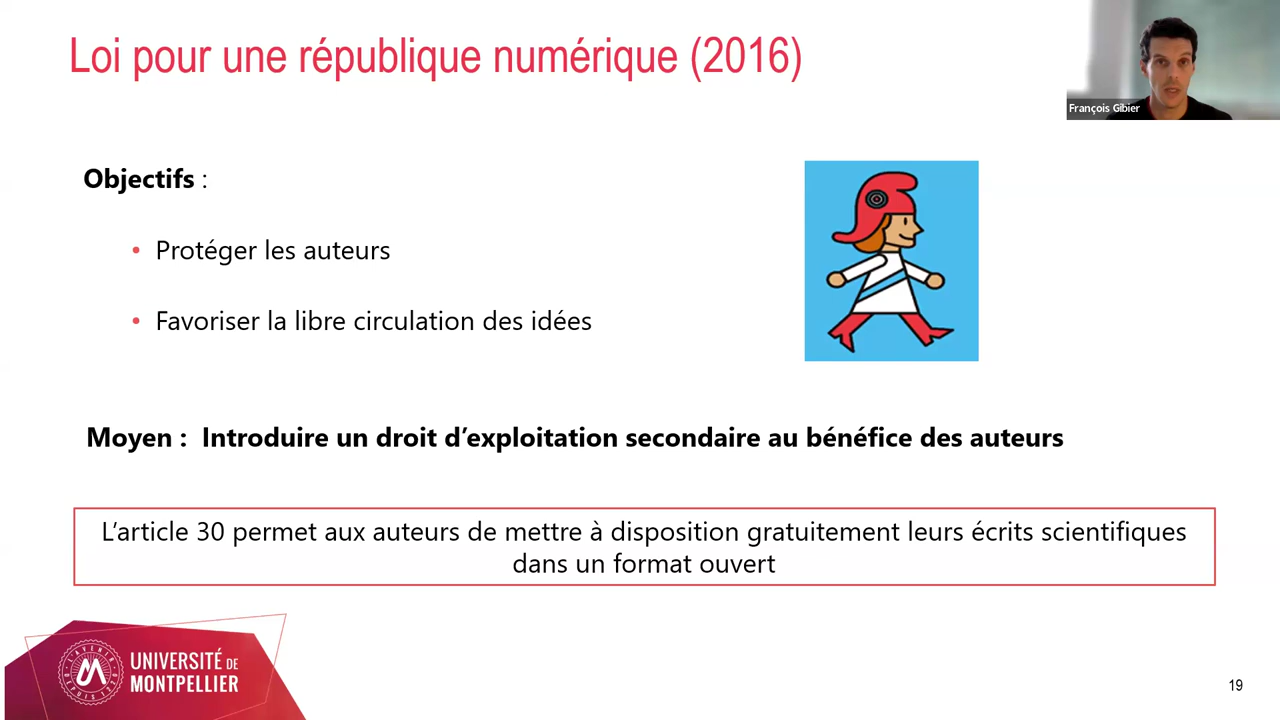 Loi pour une république numérique (2016)
François Gibier
Objectifs :
• Protéger les auteurs
• Favoriser la libre circulation des idées
Moyen : Introduire un droit d’exploitation secondaire au bénéfice des auteurs
L’article 30 permet aux auteurs de mettre à disposition gratuitement leurs écrits scientifiques
dans un format ouvert
UNIVERSITÉ DE
MONTPELLIER
19